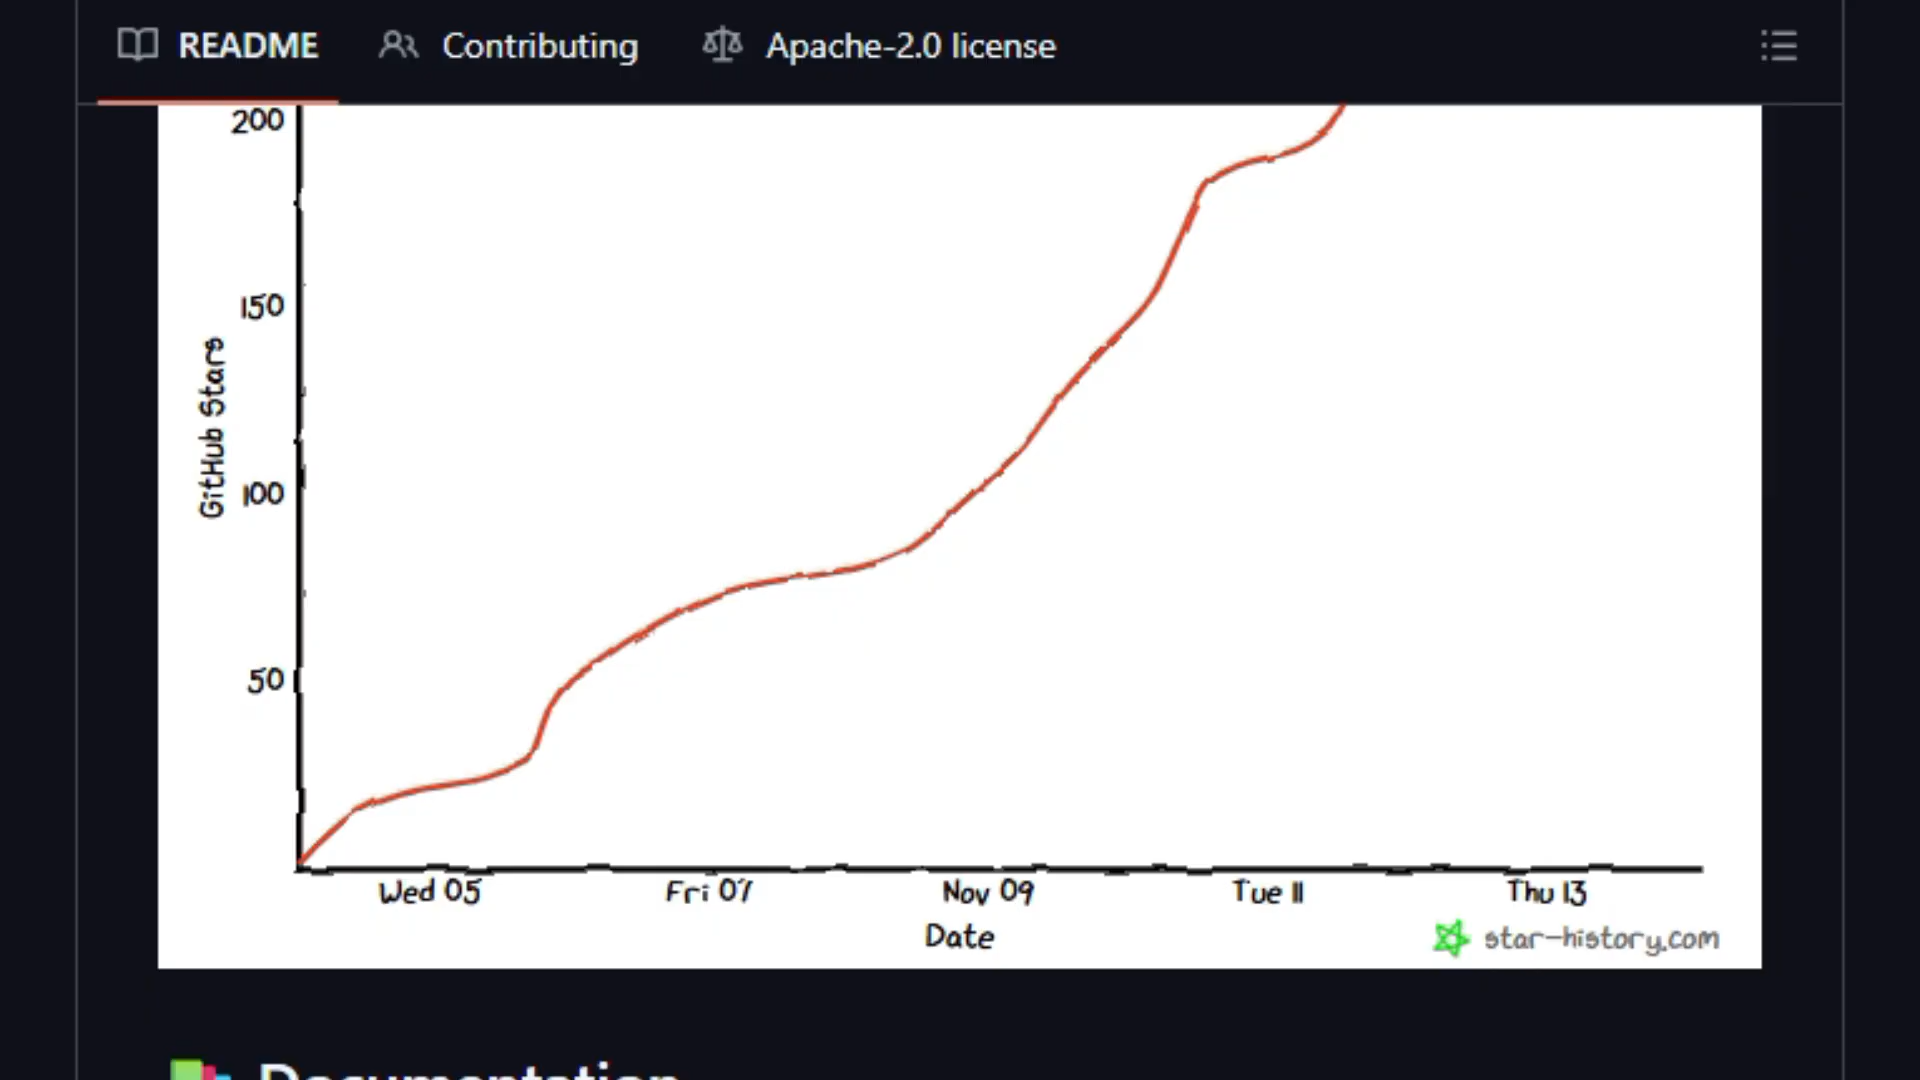 README Contributing Apache-2.0 license
200
150
100
50
GitHub Stars
Wed 05 Fri 07 Nov 09 Tue 11 Thu 13
Date
star-history.com
Documentation